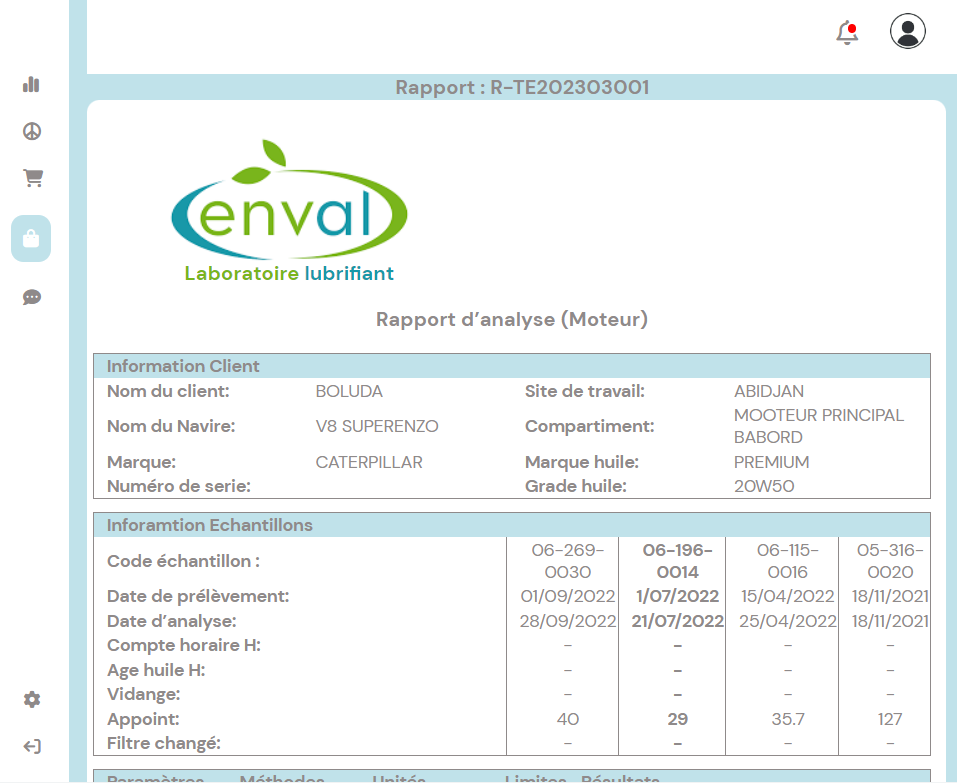 Rapport : R-TE202303001
enval
Laboratoire lubrifiant
Rapport d’analyse (Moteur)
Information Client
Nom du client: BOLUDA Site de travail: ABIDJAN
Nom du Navire: V8 SUPERENZO Compartiment: MOOTEUR PRINCIPAL
BABORD
Marque: CATERPILLAR Marque huile: PREMIUM
Numéro de serie: Grade huile: 20W50
Inforamtion Echantillons
Code échantillon : 06-269-0030 06-196-0014 06-115-0016 05-316-0020
Date de prélèvement: 01/09/2022 1/07/2022 15/04/2022 18/11/2021
Date d’analyse: 28/09/2022 21/07/2022 25/04/2022 18/11/2021
Compte horaire H: - - - -
Age huile H: - - - -
Vidange: - - - -
Appoint: 40 29 35.7 127
Filtre changé: - - - -
Paramètres Méthodes Unités Limites Résultats